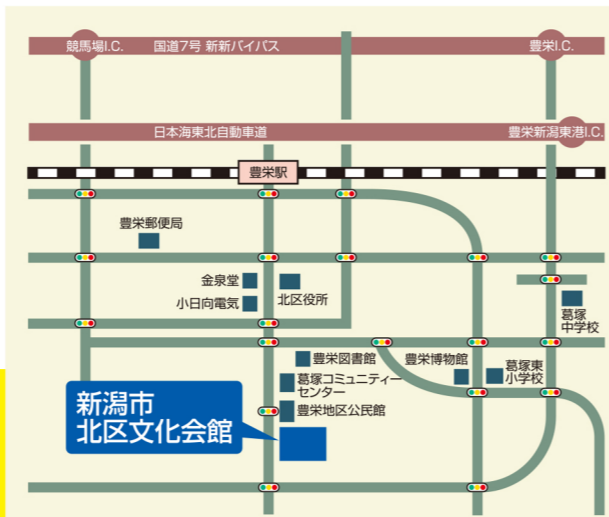 競馬場I.C.
国道7号 新新バイパス
豊栄I.C.
日本海東北自動車道
豊栄新潟東港I.C.
豊栄駅
豊栄郵便局
金泉堂
北区役所
小日向電気
葛塚
中学校
豊栄図書館
豊栄博物館
葛塚東
小学校
葛塚コミュニティー
センター
豊栄地区公民館
新潟市
北区文化会館